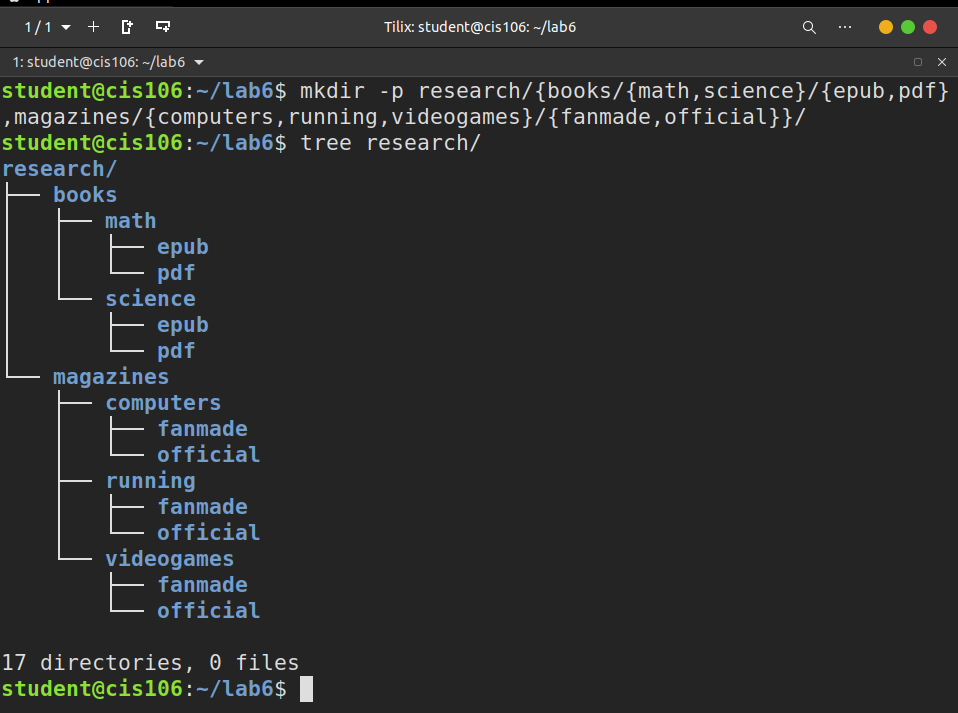 1 / 1
Tilix: student@cis106: ~/lab6
1: student@cis106: ~/lab6
student@cis106:~/lab6$ mkdir -p research/{books/{math,science}/{epub,pdf}
,magazines/{computers,running,videogames}/{fanmade,official}}/
student@cis106:~/lab6$ tree research/
research/
├── books
│   ├── math
│   │   ├── epub
│   │   └── pdf
│   └── science
│       ├── epub
│       └── pdf
└── magazines
    ├── computers
    │   ├── fanmade
    │   └── official
    ├── running
    │   ├── fanmade
    │   └── official
    └── videogames
        ├── fanmade
        └── official
17 directories, 0 files
student@cis106:~/lab6$